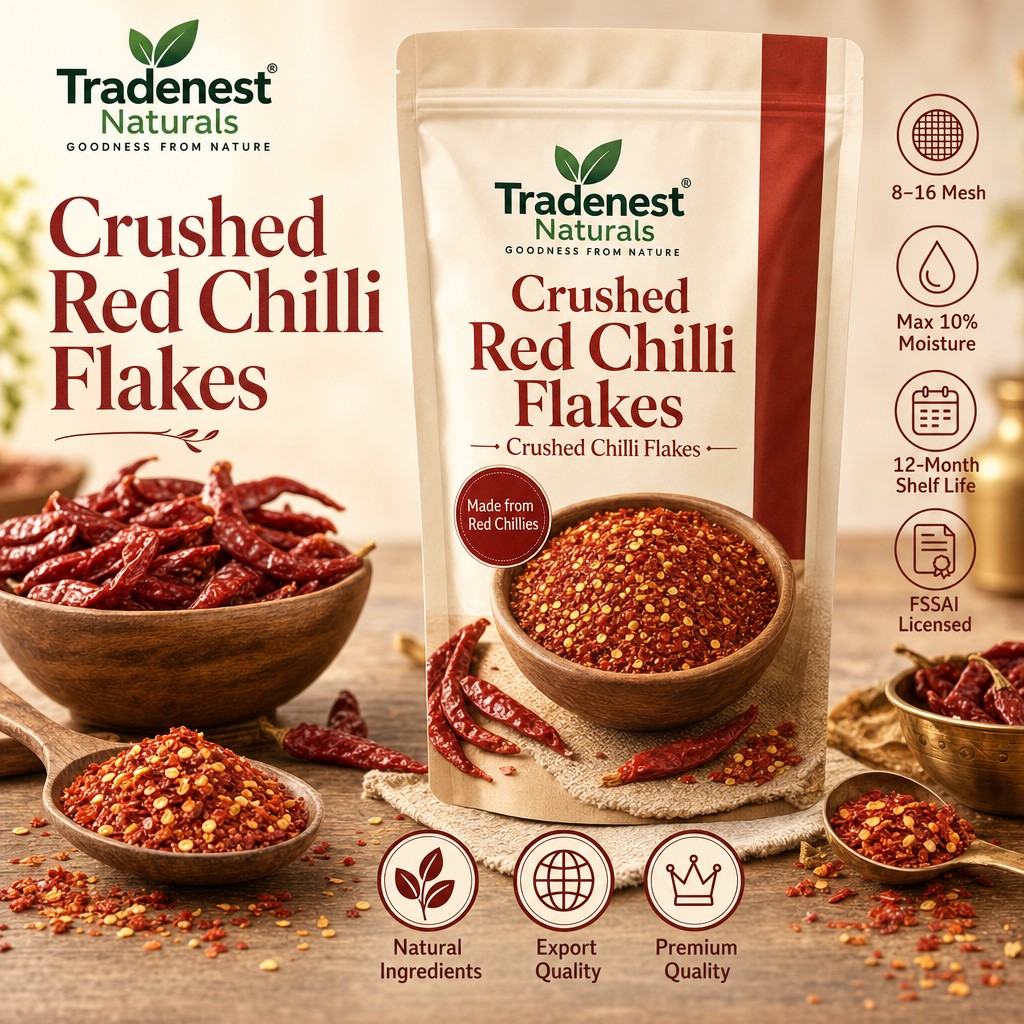 Tradenest®
Naturals
GOODNESS FROM NATURE
Crushed
Red Chilli
Flakes
Tradenest®
Naturals
GOODNESS FROM NATURE
Crushed
Red Chilli
Flakes
Crushed Chilli Flakes
Made from
Red Chillies
8–16 Mesh
Max 10%
Moisture
12-Month
Shelf Life
FSSAI
Licensed
Natural
Ingredients
Export
Quality
Premium
Quality